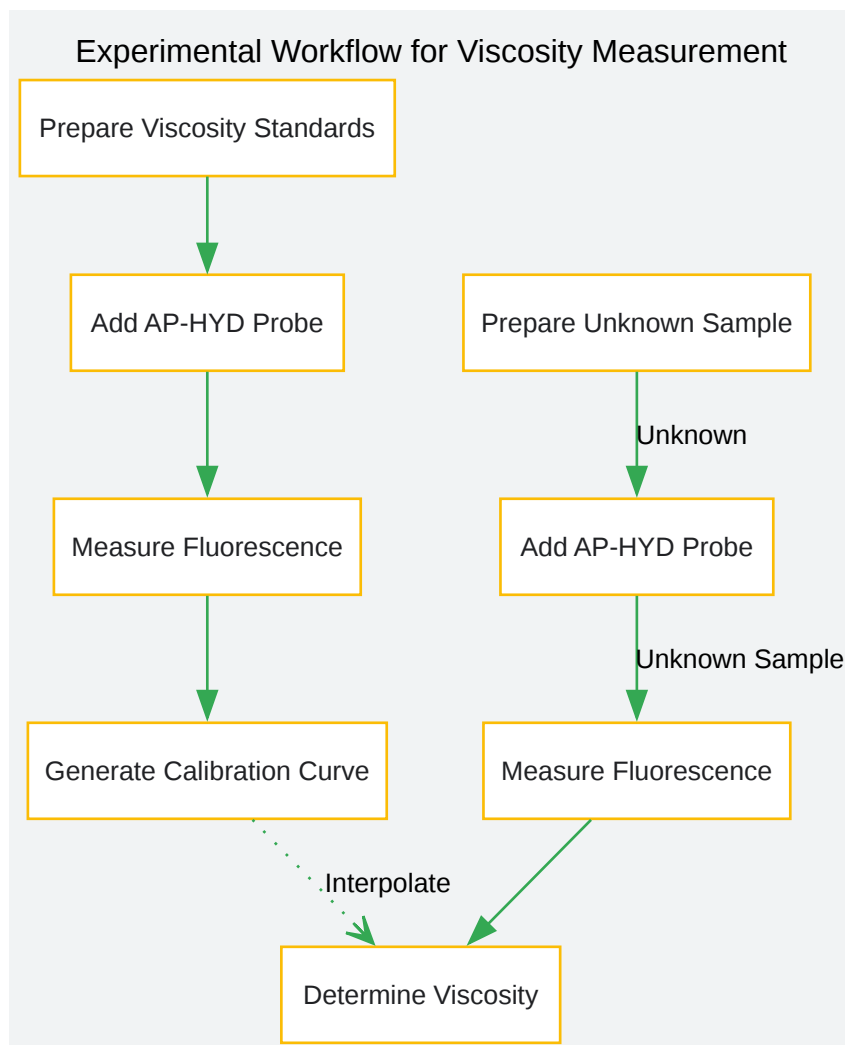 Experimental Workflow for Viscosity Measurement
Prepare Viscosity Standards
Add AP-HYD Probe
Prepare Unknown Sample
Unknown
Measure Fluorescence
Add AP-HYD Probe
Unknown Sample
Generate Calibration Curve
Measure Fluorescence
Interpolate
Determine Viscosity